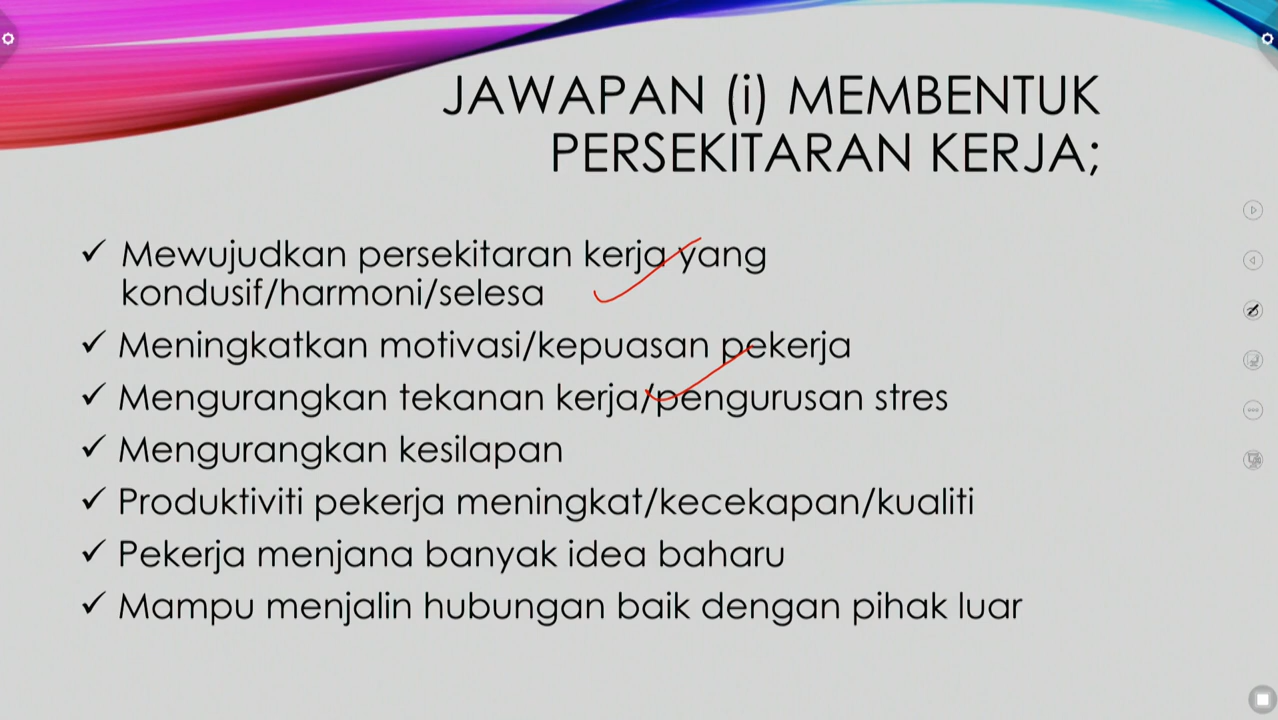 JAWAPAN (i) MEMBENTUK
PERSEKITARAN KERJA;
✓ Mewujudkan persekitaran kerja yang
kondusif/harmoni/selesa
✓ Meningkatkan motivasi/kepuasan pekerja
✓ Mengurangkan tekanan kerja/pengurusan stres
✓ Mengurangkan kesilapan
✓ Produktiviti pekerja meningkat/kecekapan/kualiti
✓ Pekerja menjana banyak idea baharu
✓ Mampu menjalin hubungan baik dengan pihak luar